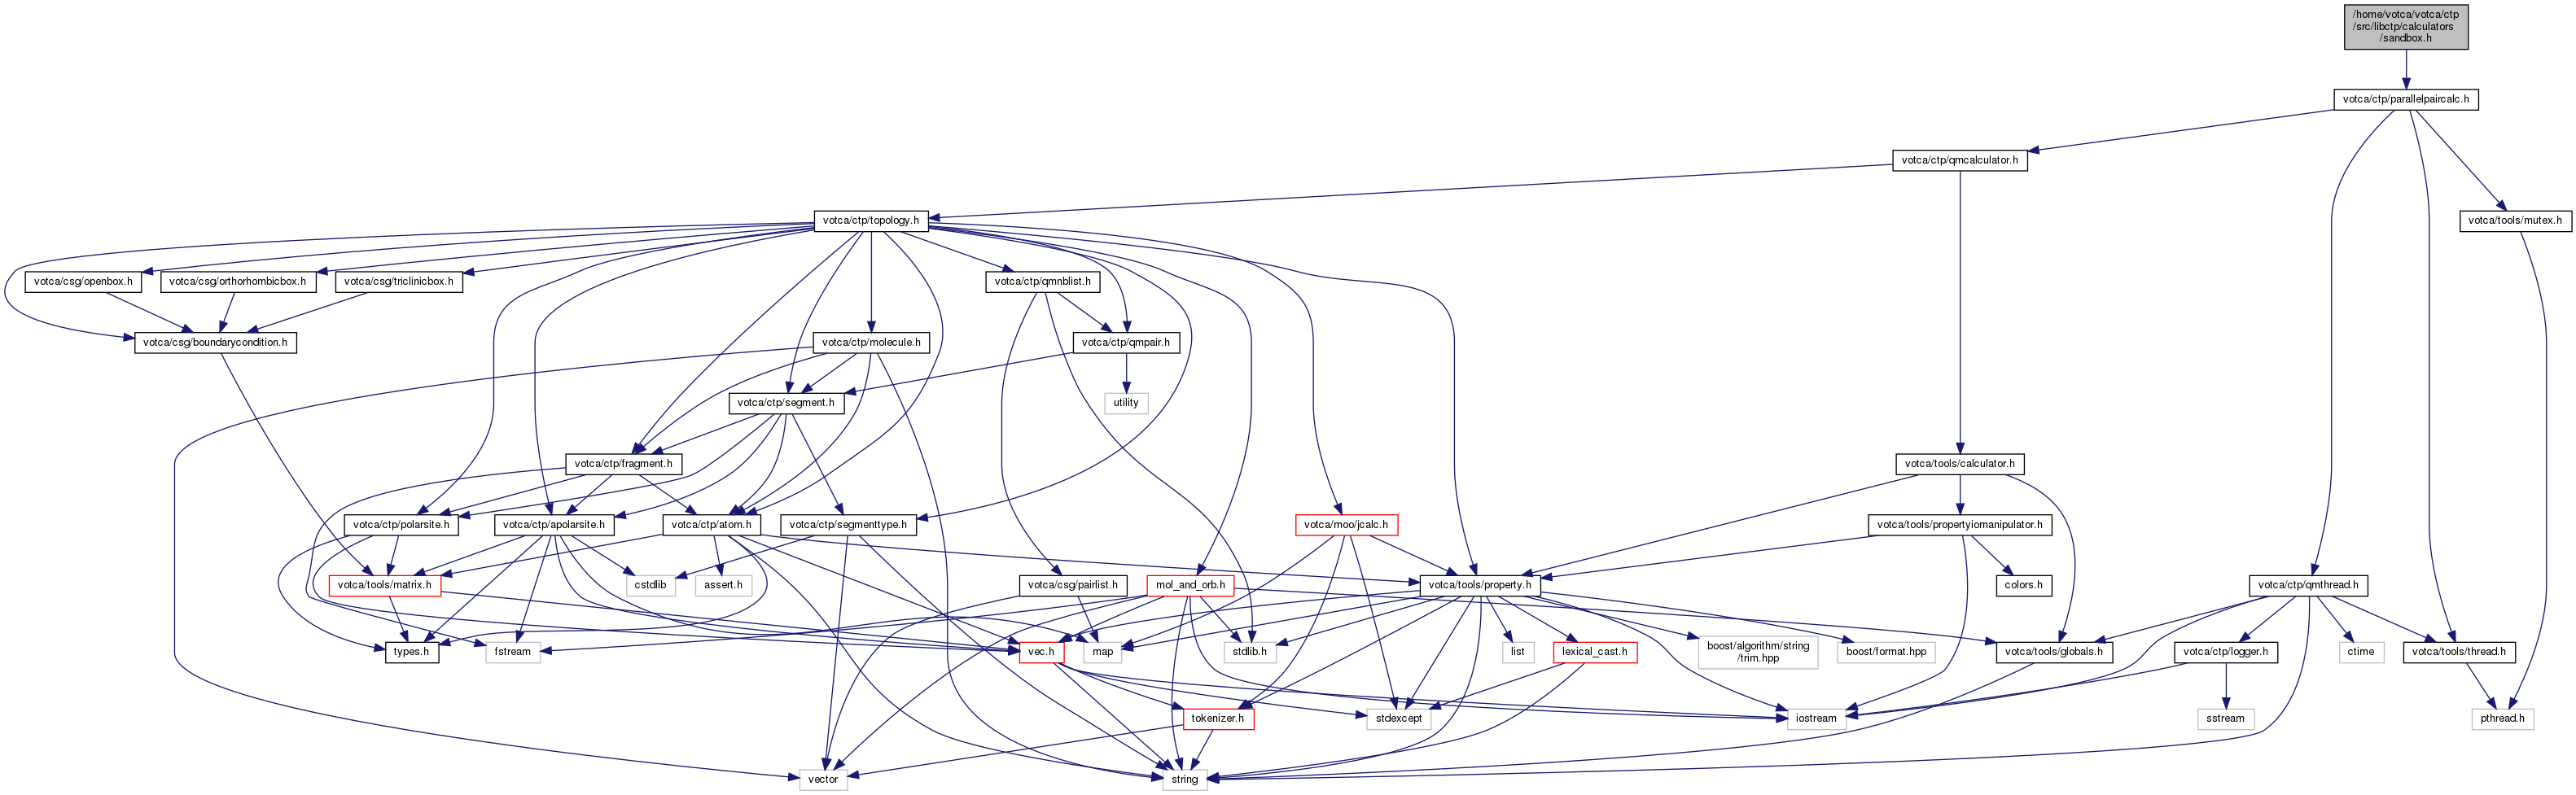 /home/votca/votca/ctp
/src/libctp/calculators
/sandbox.h
votca/ctp/parallelpaircalc.h
votca/ctp/qmcalculator.h
votca/ctp/topology.h
votca/tools/mutex.h
votca/csg/openbox.h
votca/csg/orthorhombicbox.h
votca/csg/triclinicbox.h
votca/ctp/qmnblist.h
votca/csg/boundarycondition.h
votca/ctp/molecule.h
votca/ctp/qmpair.h
votca/ctp/segment.h
utility
votca/ctp/fragment.h
votca/tools/calculator.h
votca/ctp/polarsite.h
votca/ctp/apolarsite.h
votca/ctp/atom.h
votca/ctp/segmenttype.h
votca/moo/jcalc.h
votca/tools/propertyiomanipulator.h
votca/tools/matrix.h
cstdlib
assert.h
votca/csg/pairlist.h
mol_and_orb.h
votca/tools/property.h
colors.h
votca/ctp/qmthread.h
types.h
fstream
vec.h
map
stdlib.h
list
lexical_cast.h
boost/algorithm/string
/trim.hpp
boost/format.hpp
votca/tools/globals.h
votca/ctp/logger.h
ctime
votca/tools/thread.h
tokenizer.h
stdexcept
iostream
sstream
pthread.h
vector
string